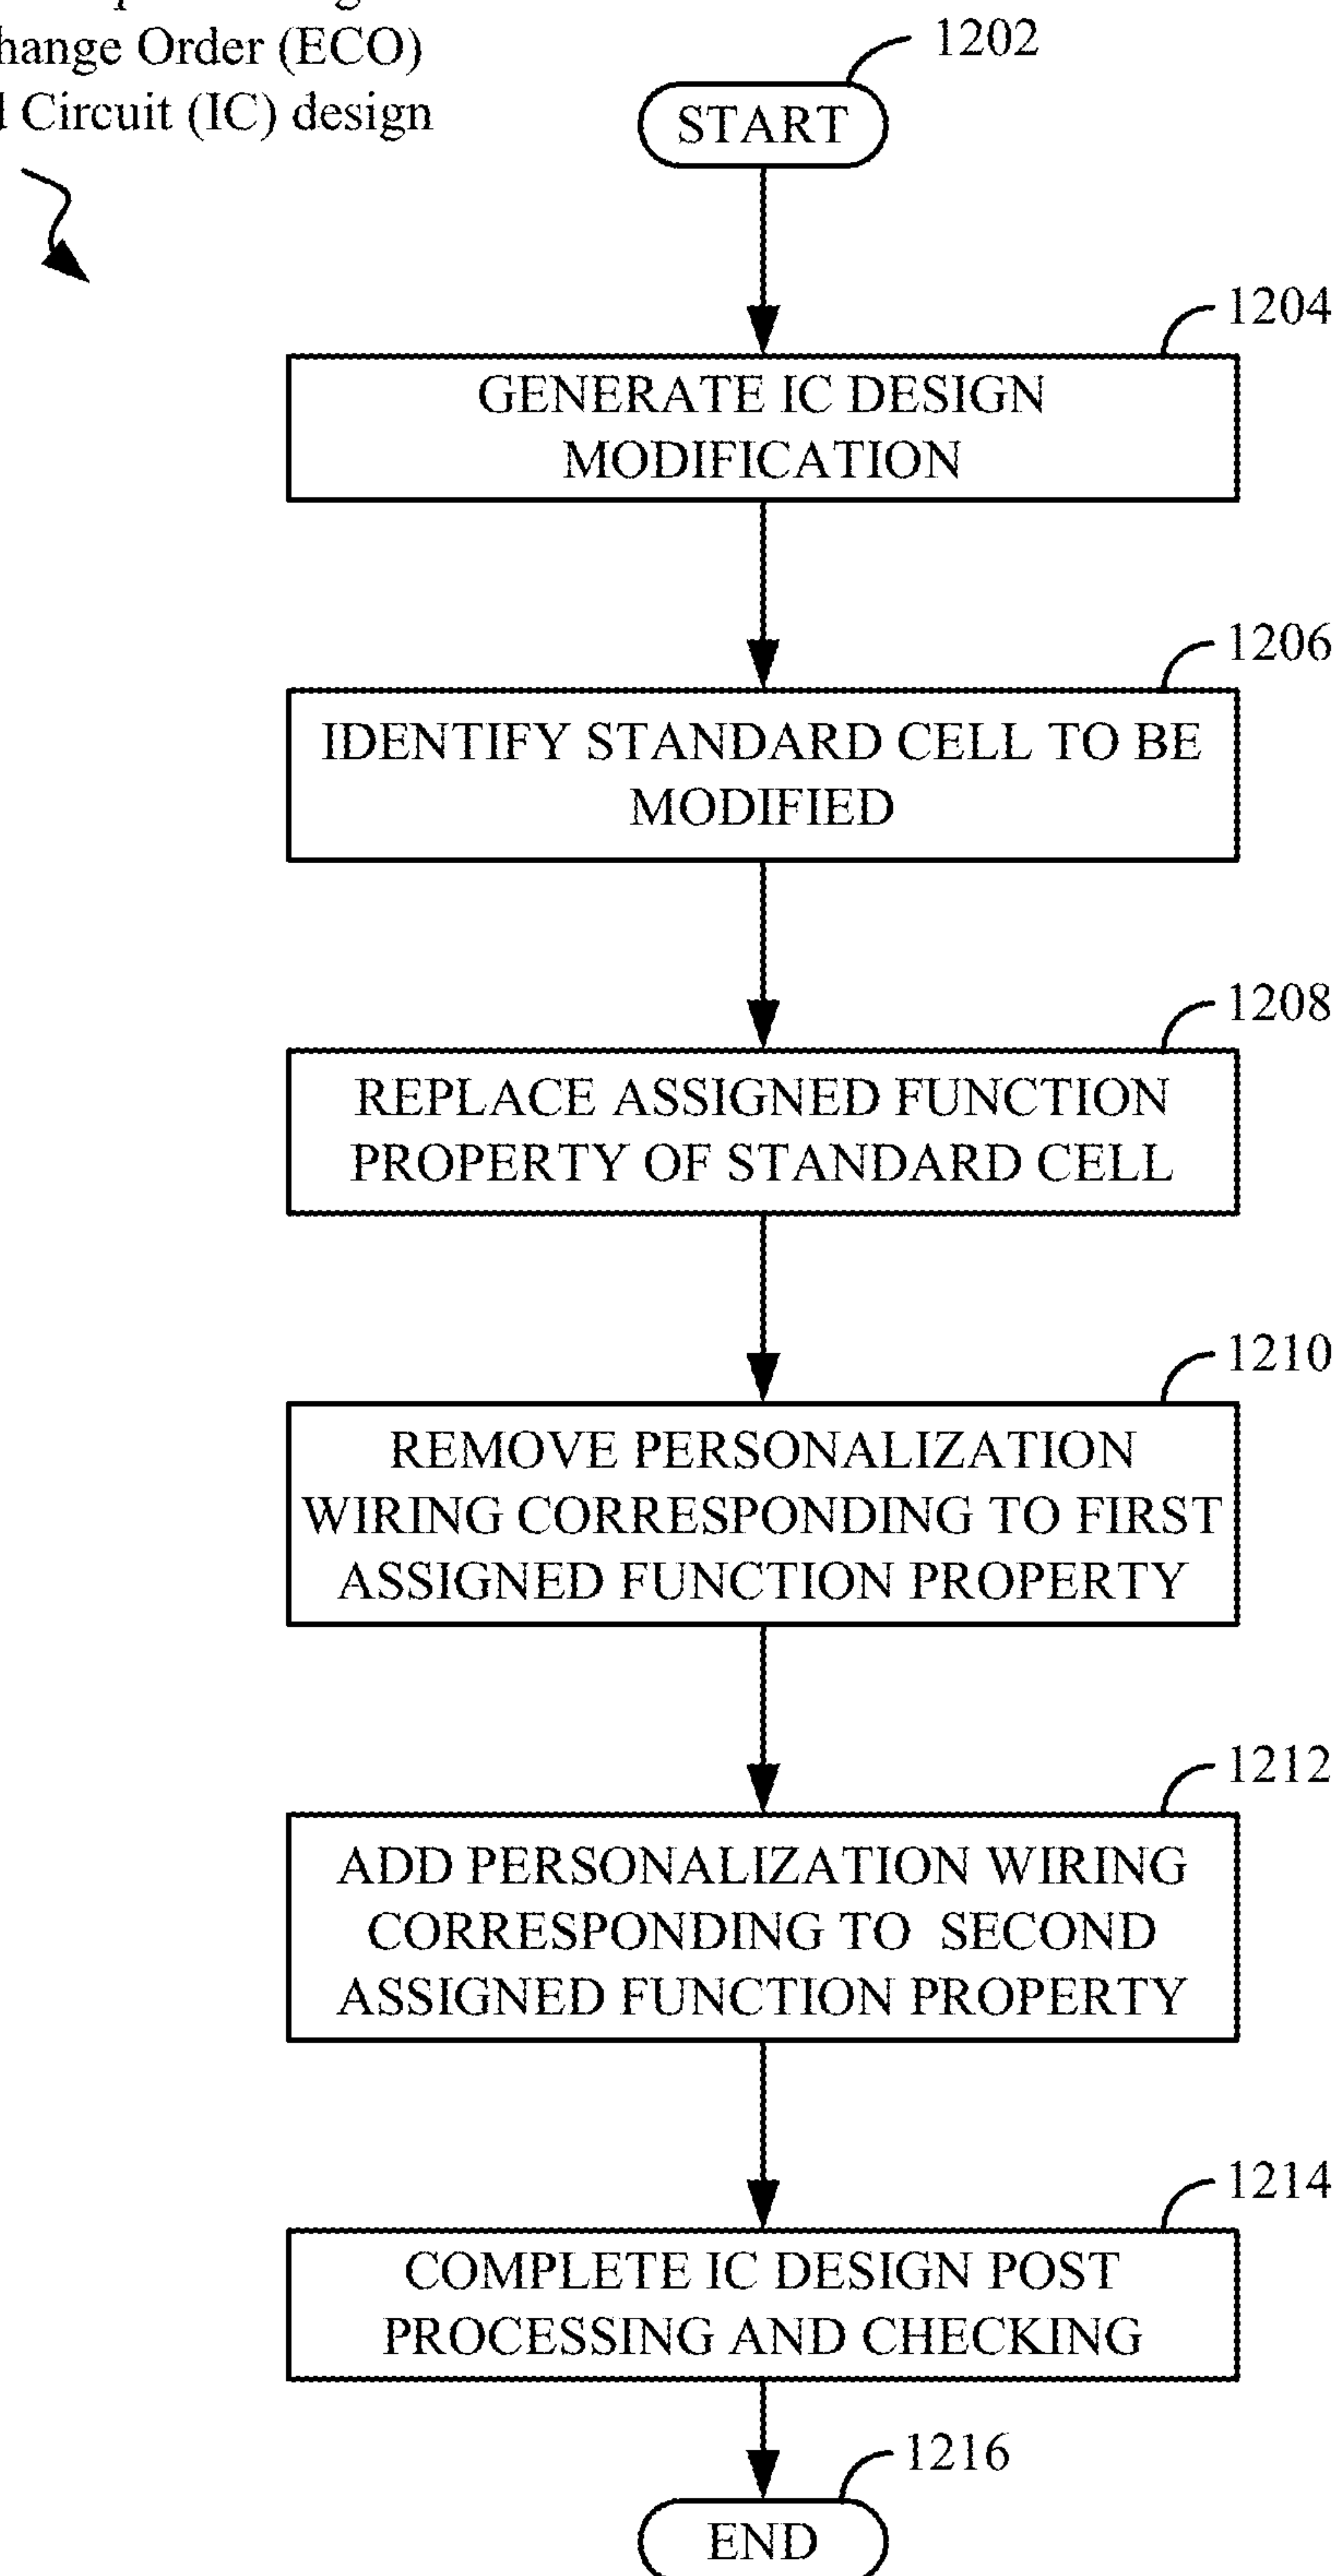 hange Order (ECO)
Circuit (IC) design
1202
START
1204
GENERATE IC DESIGN
MODIFICATION
1206
IDENTIFY STANDARD CELL TO BE
MODIFIED
1208
REPLACE ASSIGNED FUNCTION
PROPERTY OF STANDARD CELL
1210
REMOVE PERSONALIZATION
WIRING CORRESPONDING TO FIRST
ASSIGNED FUNCTION PROPERTY
1212
ADD PERSONALIZATION WIRING
CORRESPONDING TO SECOND
ASSIGNED FUNCTION PROPERTY
1214
COMPLETE IC DESIGN POST
PROCESSING AND CHECKING
1216
END